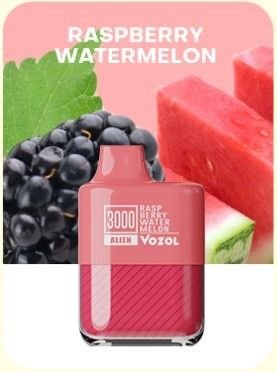 RASPBERRY
WATERMELON
3000
ALIEN
RASP
BERRY
WATER
MELON
VOZOL